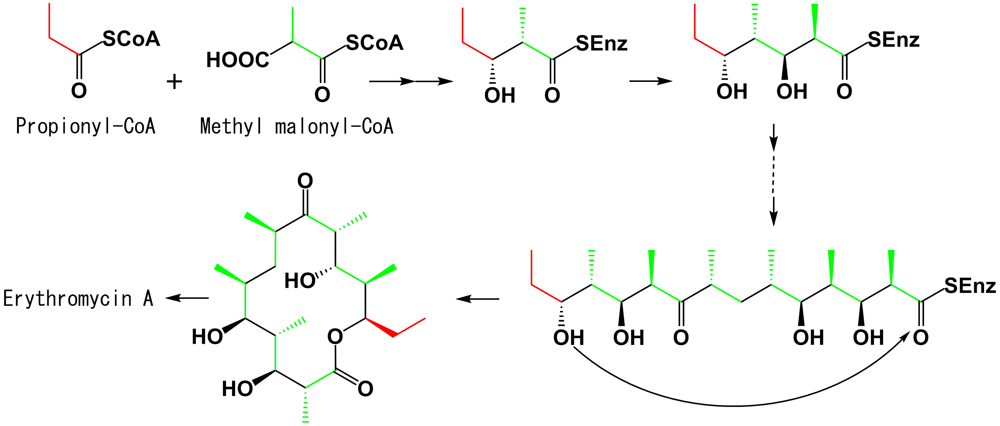 SCoA
O
+
HOOC
SCoA
O
SEnz
OH
O
SEnz
OH
OH
O
Propionyl-CoA
Methyl malonyl-CoA
O
HO
HO
O
HO
O
Erythromycin A
SEnz
OH
OH
O
OH
OH
O